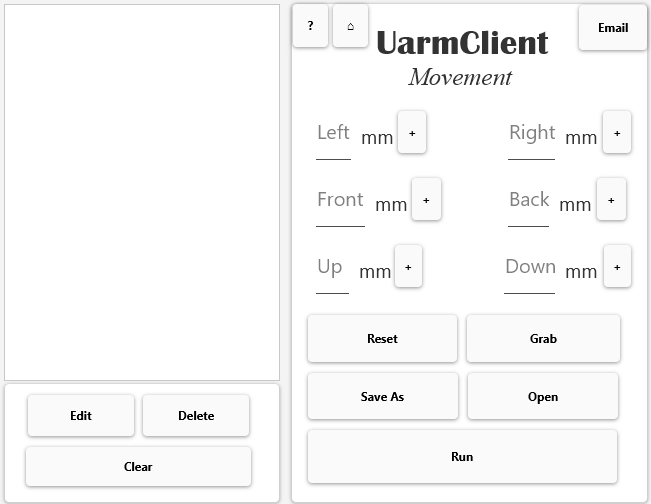 ? ⌂ Email
UarmClient
Movement
Left mm + Right mm +
Front mm + Back mm +
Up mm + Down mm +
Reset Grab
Save As Open
Run
Edit Delete
Clear